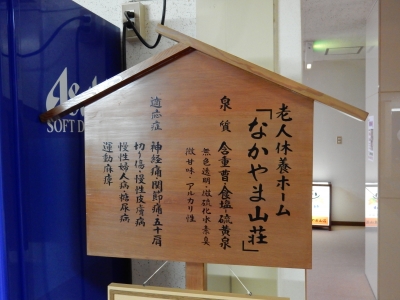 老人休養ホーム
「なかやま山荘」
泉質 含重曹食塩・硫黄泉
無色透明・微硫化水素臭
微甘味・アルカリ性
適応症 神経痛・関節痛・五十肩
切り傷・慢性皮膚病
慢性婦人病・糖尿病
運動麻痺
SOFT D